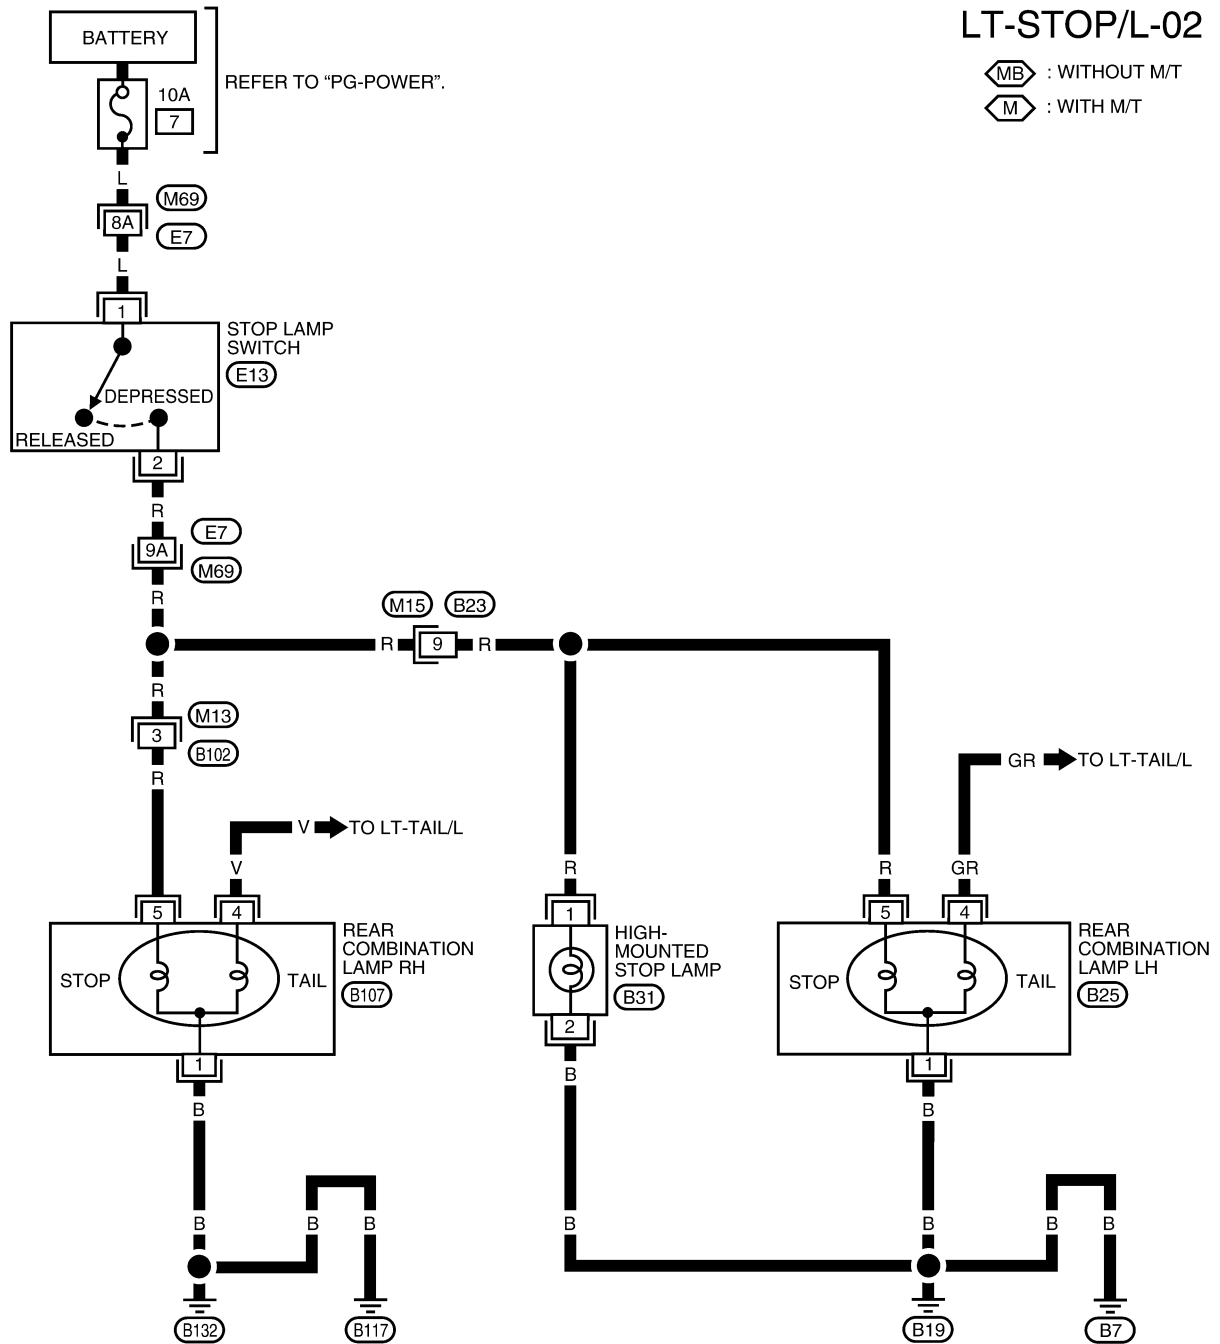 LT-STOP/L-02
MB : WITHOUT M/T
M : WITH M/T
BATTERY
REFER TO “PG-POWER”.
10A
7
L
M69
8A
E7
L
1
STOP LAMP
SWITCH
E13
DEPRESSED
RELEASED
2
R
E7
9A
M69
R
M15 B23
R 9 R
R
M13
3
B102
R
GR TO LT-TAIL/L
V TO LT-TAIL/L
V
R
R
GR
5 4
1
5 4
REAR
COMBINATION
LAMP RH
B107
STOP
TAIL
HIGH-
MOUNTED
STOP LAMP
B31
REAR
COMBINATION
LAMP LH
B25
STOP
TAIL
1
2
1
B
B
B
B B B
B
B B B
B132
B117
B19
B7